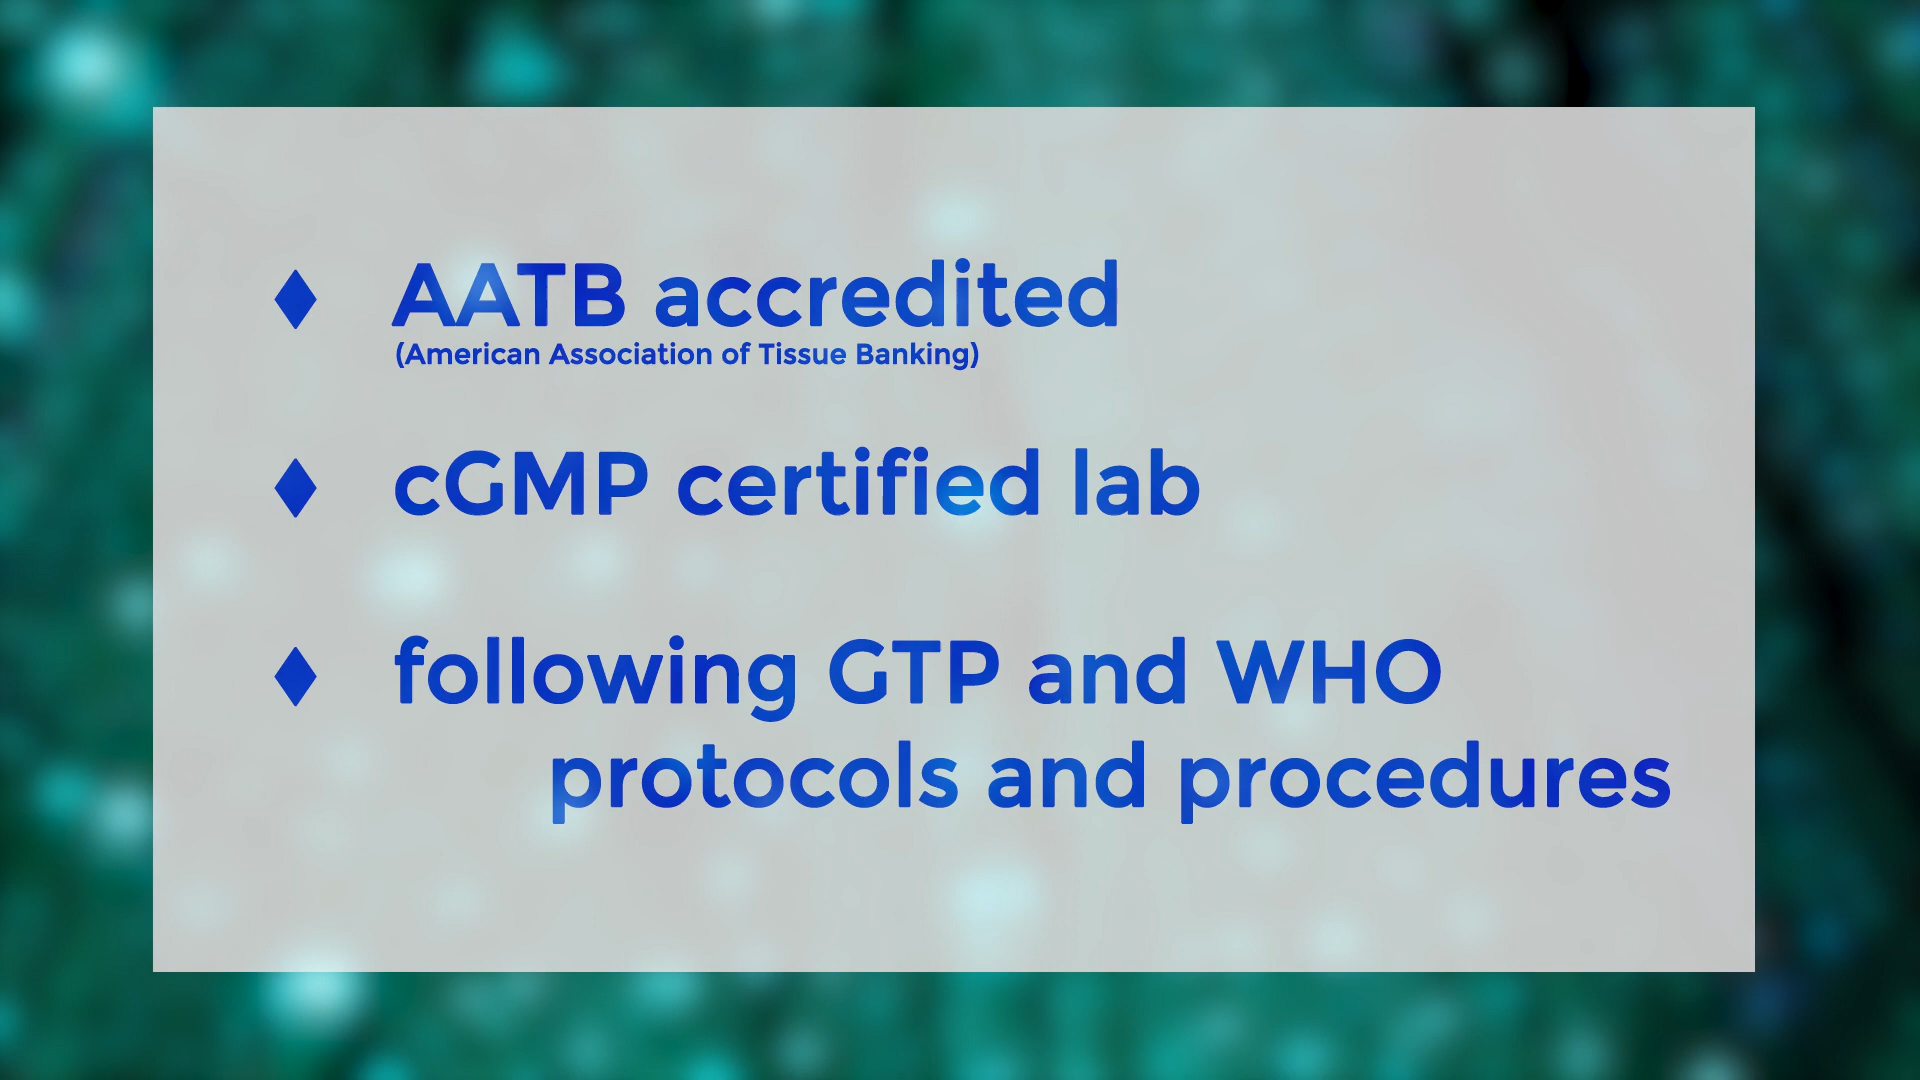 ♦ AATB accredited
(American Association of Tissue Banking)
♦ cGMP certified lab
♦ following GTP and WHO
protocols and procedures